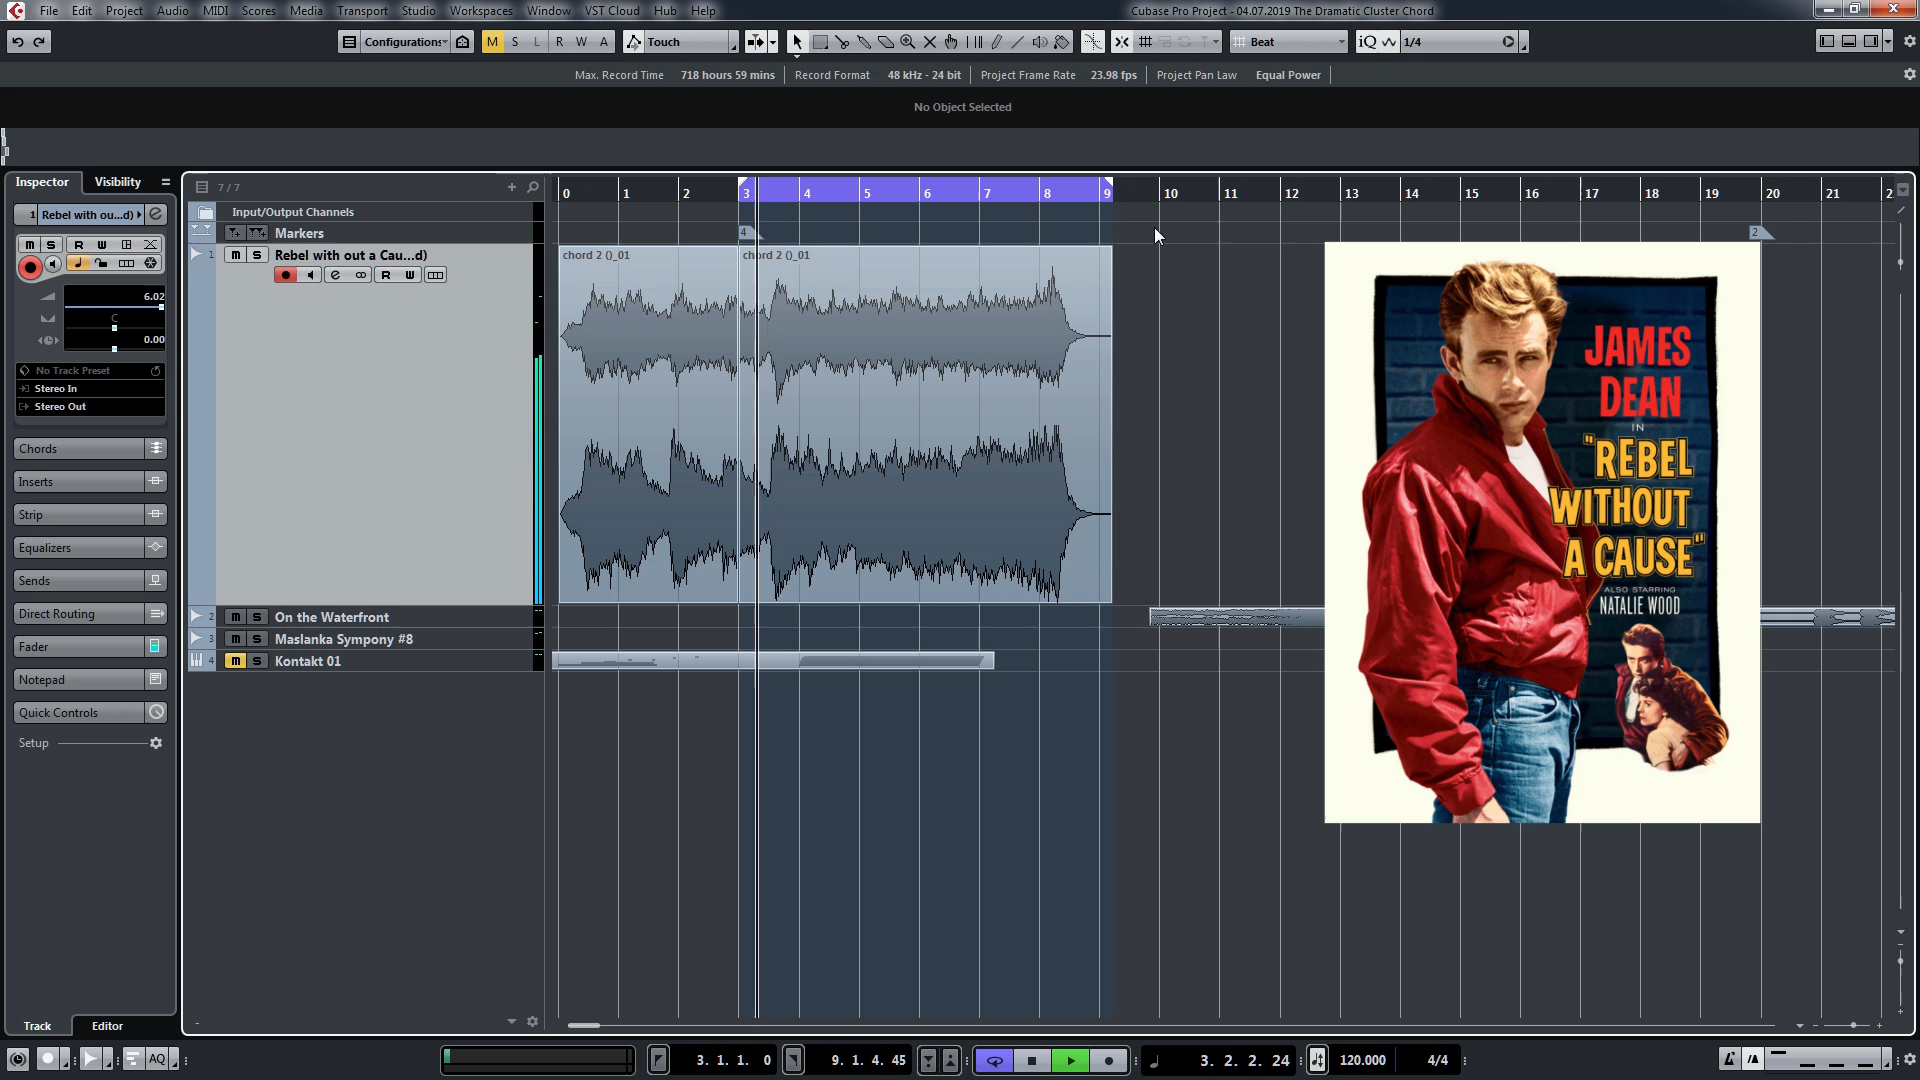 File Edit Project Audio MIDI Scores Media Transport Studio Workspaces Window VST Cloud Hub Help
Cubase Pro Project - 04.07.2019 The Dramatic Cluster Chord
Configurations M S L R W A Touch Beat iQ 1/4
Max. Record Time 718 hours 59 mins Record Format 48 kHz - 24 bit Project Frame Rate 23.98 fps Project Pan Law Equal Power
No Object Selected
Inspector Visibility
7 / 7
0 1 2 3 4 5 6 7 8 9 10 11 12 13 14 15 16 17 18 19 20 21 2
1 Rebel with ou...d)
m S R W
6.02
C
0.00
No Track Preset
Stereo In
Stereo Out
Chords
Inserts
Strip
Equalizers
Sends
Direct Routing
Fader
Notepad
Quick Controls
Setup
Track Editor
Input/Output Channels
Markers
4
2
1 m S Rebel with out a Cau...d)
R W
chord 2 ()_01
chord 2 ()_01
2 m S On the Waterfront
3 m S Maslanka Sympony #8
4 m S Kontakt 01
JAMES
DEAN
IN
"REBEL
WITHOUT
A CAUSE"
ALSO STARRING
NATALIE WOOD
AQ
3. 1. 1. 0
9. 1. 4. 45
3. 2. 2. 24
120.000
4/4